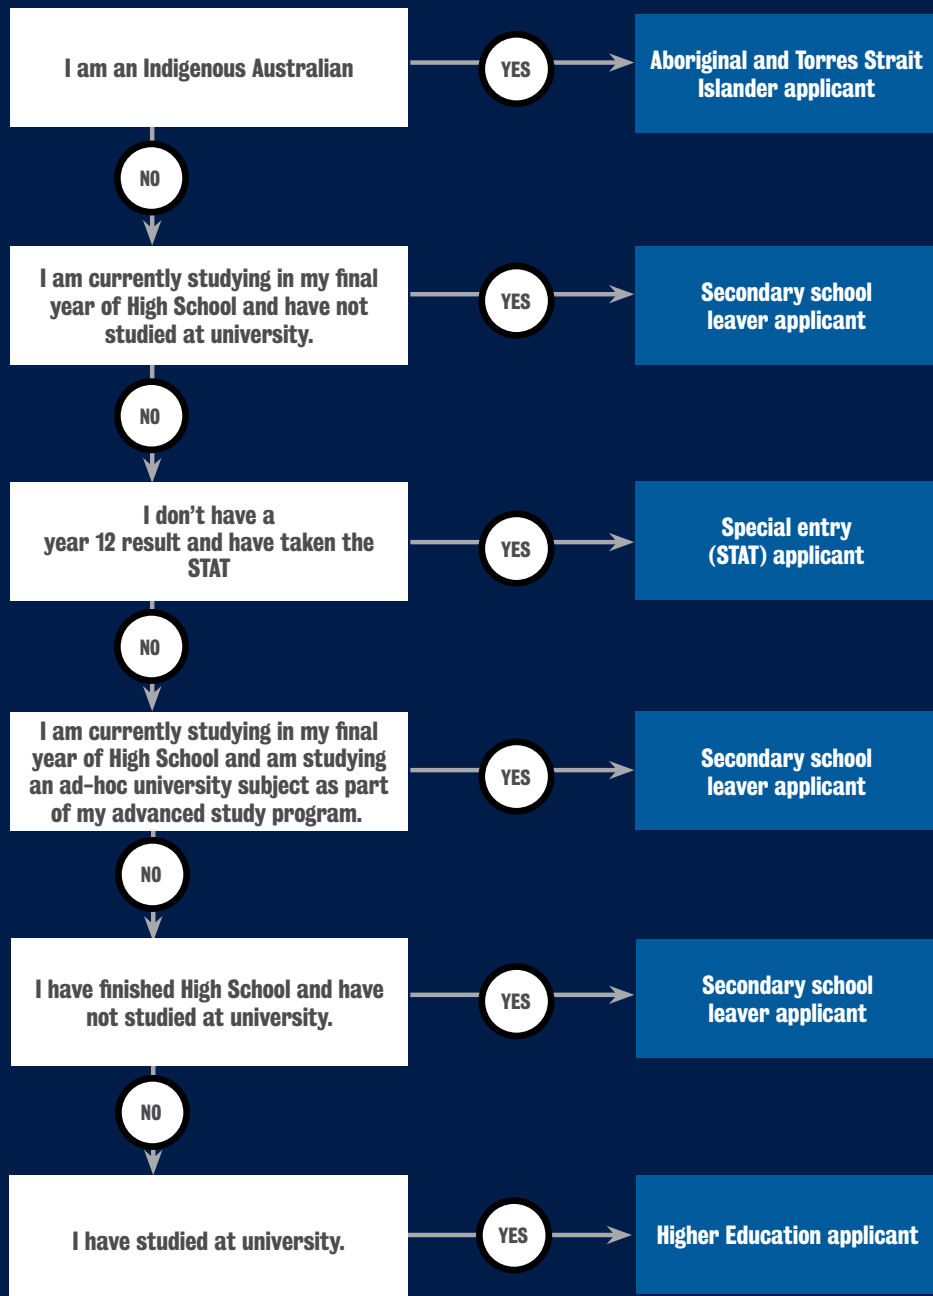 I am an Indigenous Australian
YES
Aboriginal and Torres Strait
Islander applicant
NO
I am currently studying in my final
year of High School and have not
studied at university.
YES
Secondary school
leaver applicant
NO
I don't have a
year 12 result and have taken the
STAT
YES
Special entry
(STAT) applicant
NO
I am currently studying in my final
year of High School and am studying
an ad-hoc university subject as part
of my advanced study program.
YES
Secondary school
leaver applicant
NO
I have finished High School and have
not studied at university.
YES
Secondary school
leaver applicant
NO
I have studied at university.
YES
Higher Education applicant